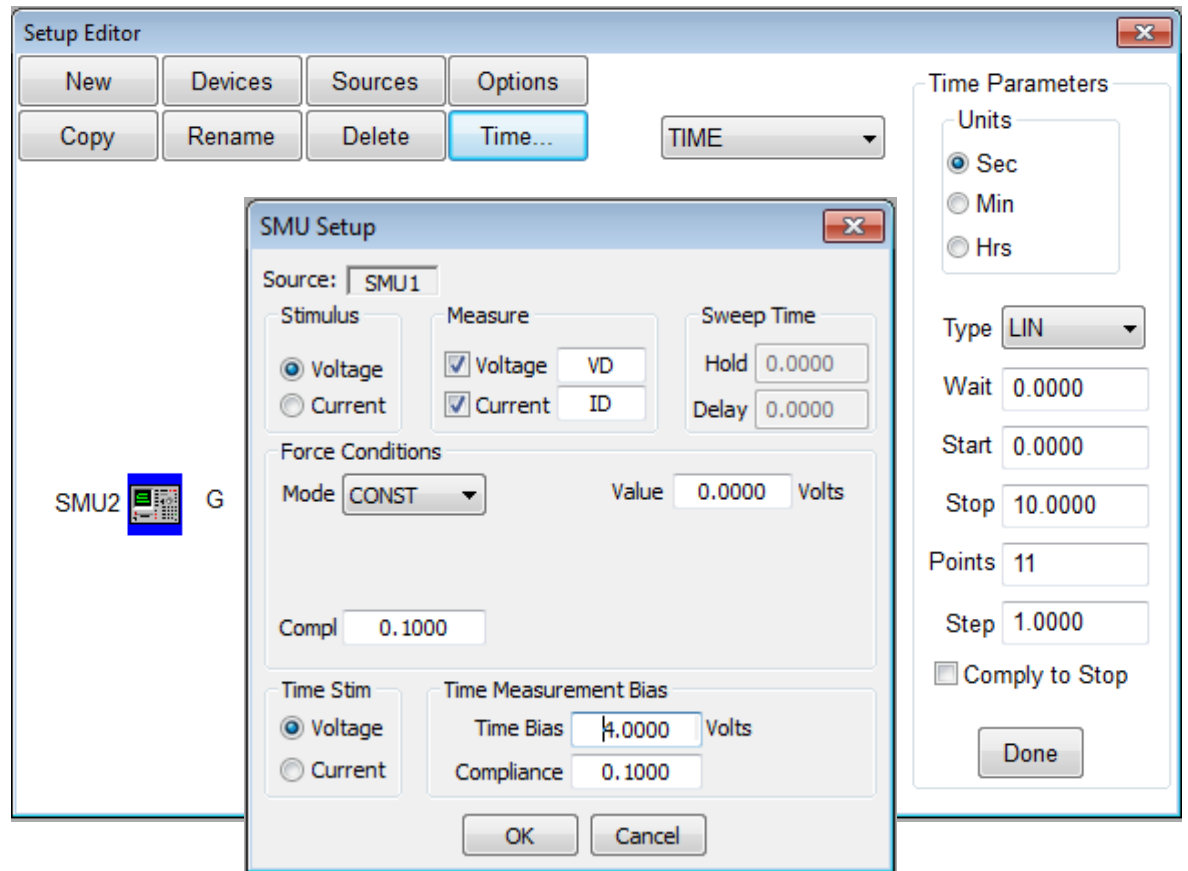 Setup Editor
New Devices Sources Options
Copy Rename Delete Time...
TIME
Time Parameters
Units
Sec
Min
Hrs
Type LIN
Wait 0.0000
Start 0.0000
Stop 10.0000
Points 11
Step 1.0000
Comply to Stop
Done
SMU2 G
SMU Setup
Source: SMU1
Stimulus
Voltage
Current
Measure
Voltage VD
Current ID
Sweep Time
Hold 0.0000
Delay 0.0000
Force Conditions
Mode CONST Value 0.0000 Volts
Compl 0.1000
Time Stim
Voltage
Current
Time Measurement Bias
Time Bias 4.0000 Volts
Compliance 0.1000
OK Cancel